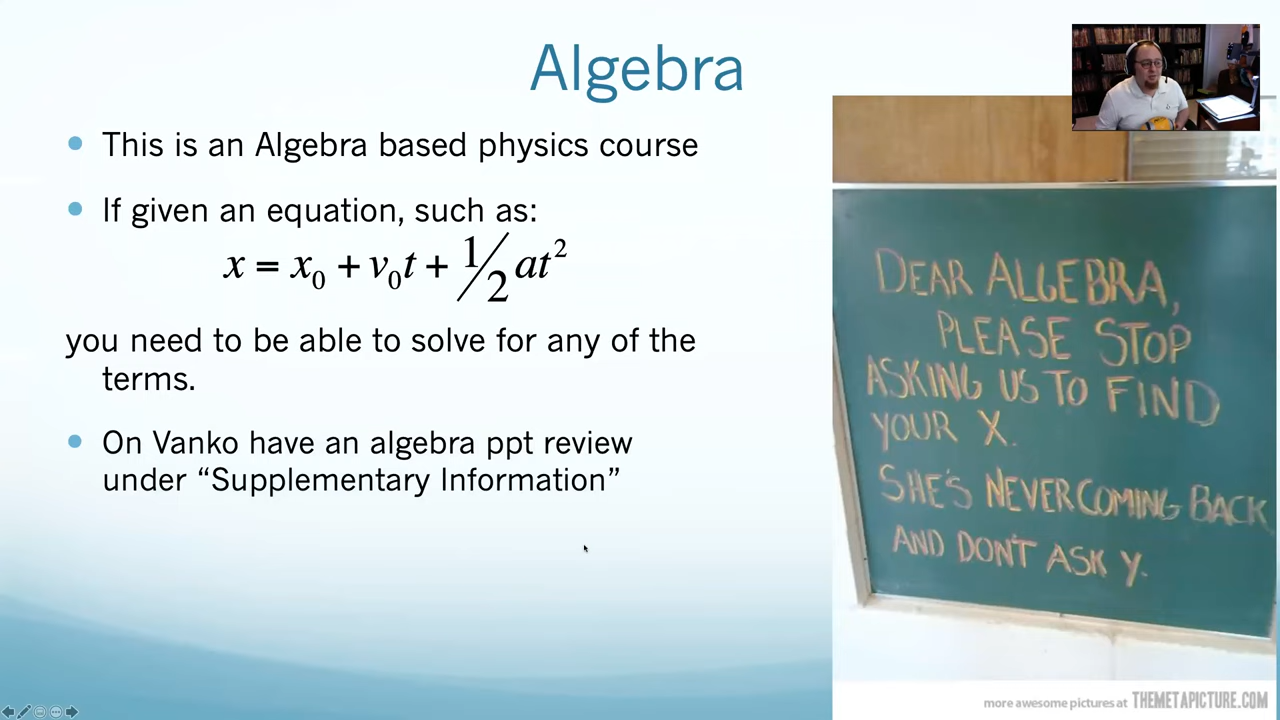 Algebra
This is an Algebra based physics course
If given an equation, such as:
x = x₀ + v₀t + ½ at²
you need to be able to solve for any of the
terms.
On Vanko have an algebra ppt review
under “Supplementary Information”
DEAR ALGEBRA,
PLEASE STOP
ASKING US TO FIND
YOUR X.
SHE'S NEVER COMING BACK
AND DON'T ASK Y.
more awesome pictures at THEMETAPICTURE.COM